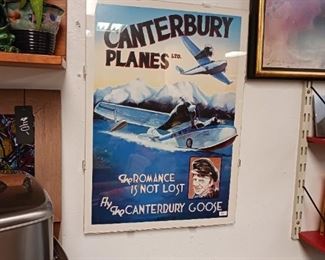 CANTERBURY
PLANES LTD.
The ROMANCE
IS NOT LOST
Fly The CANTERBURY GOOSE